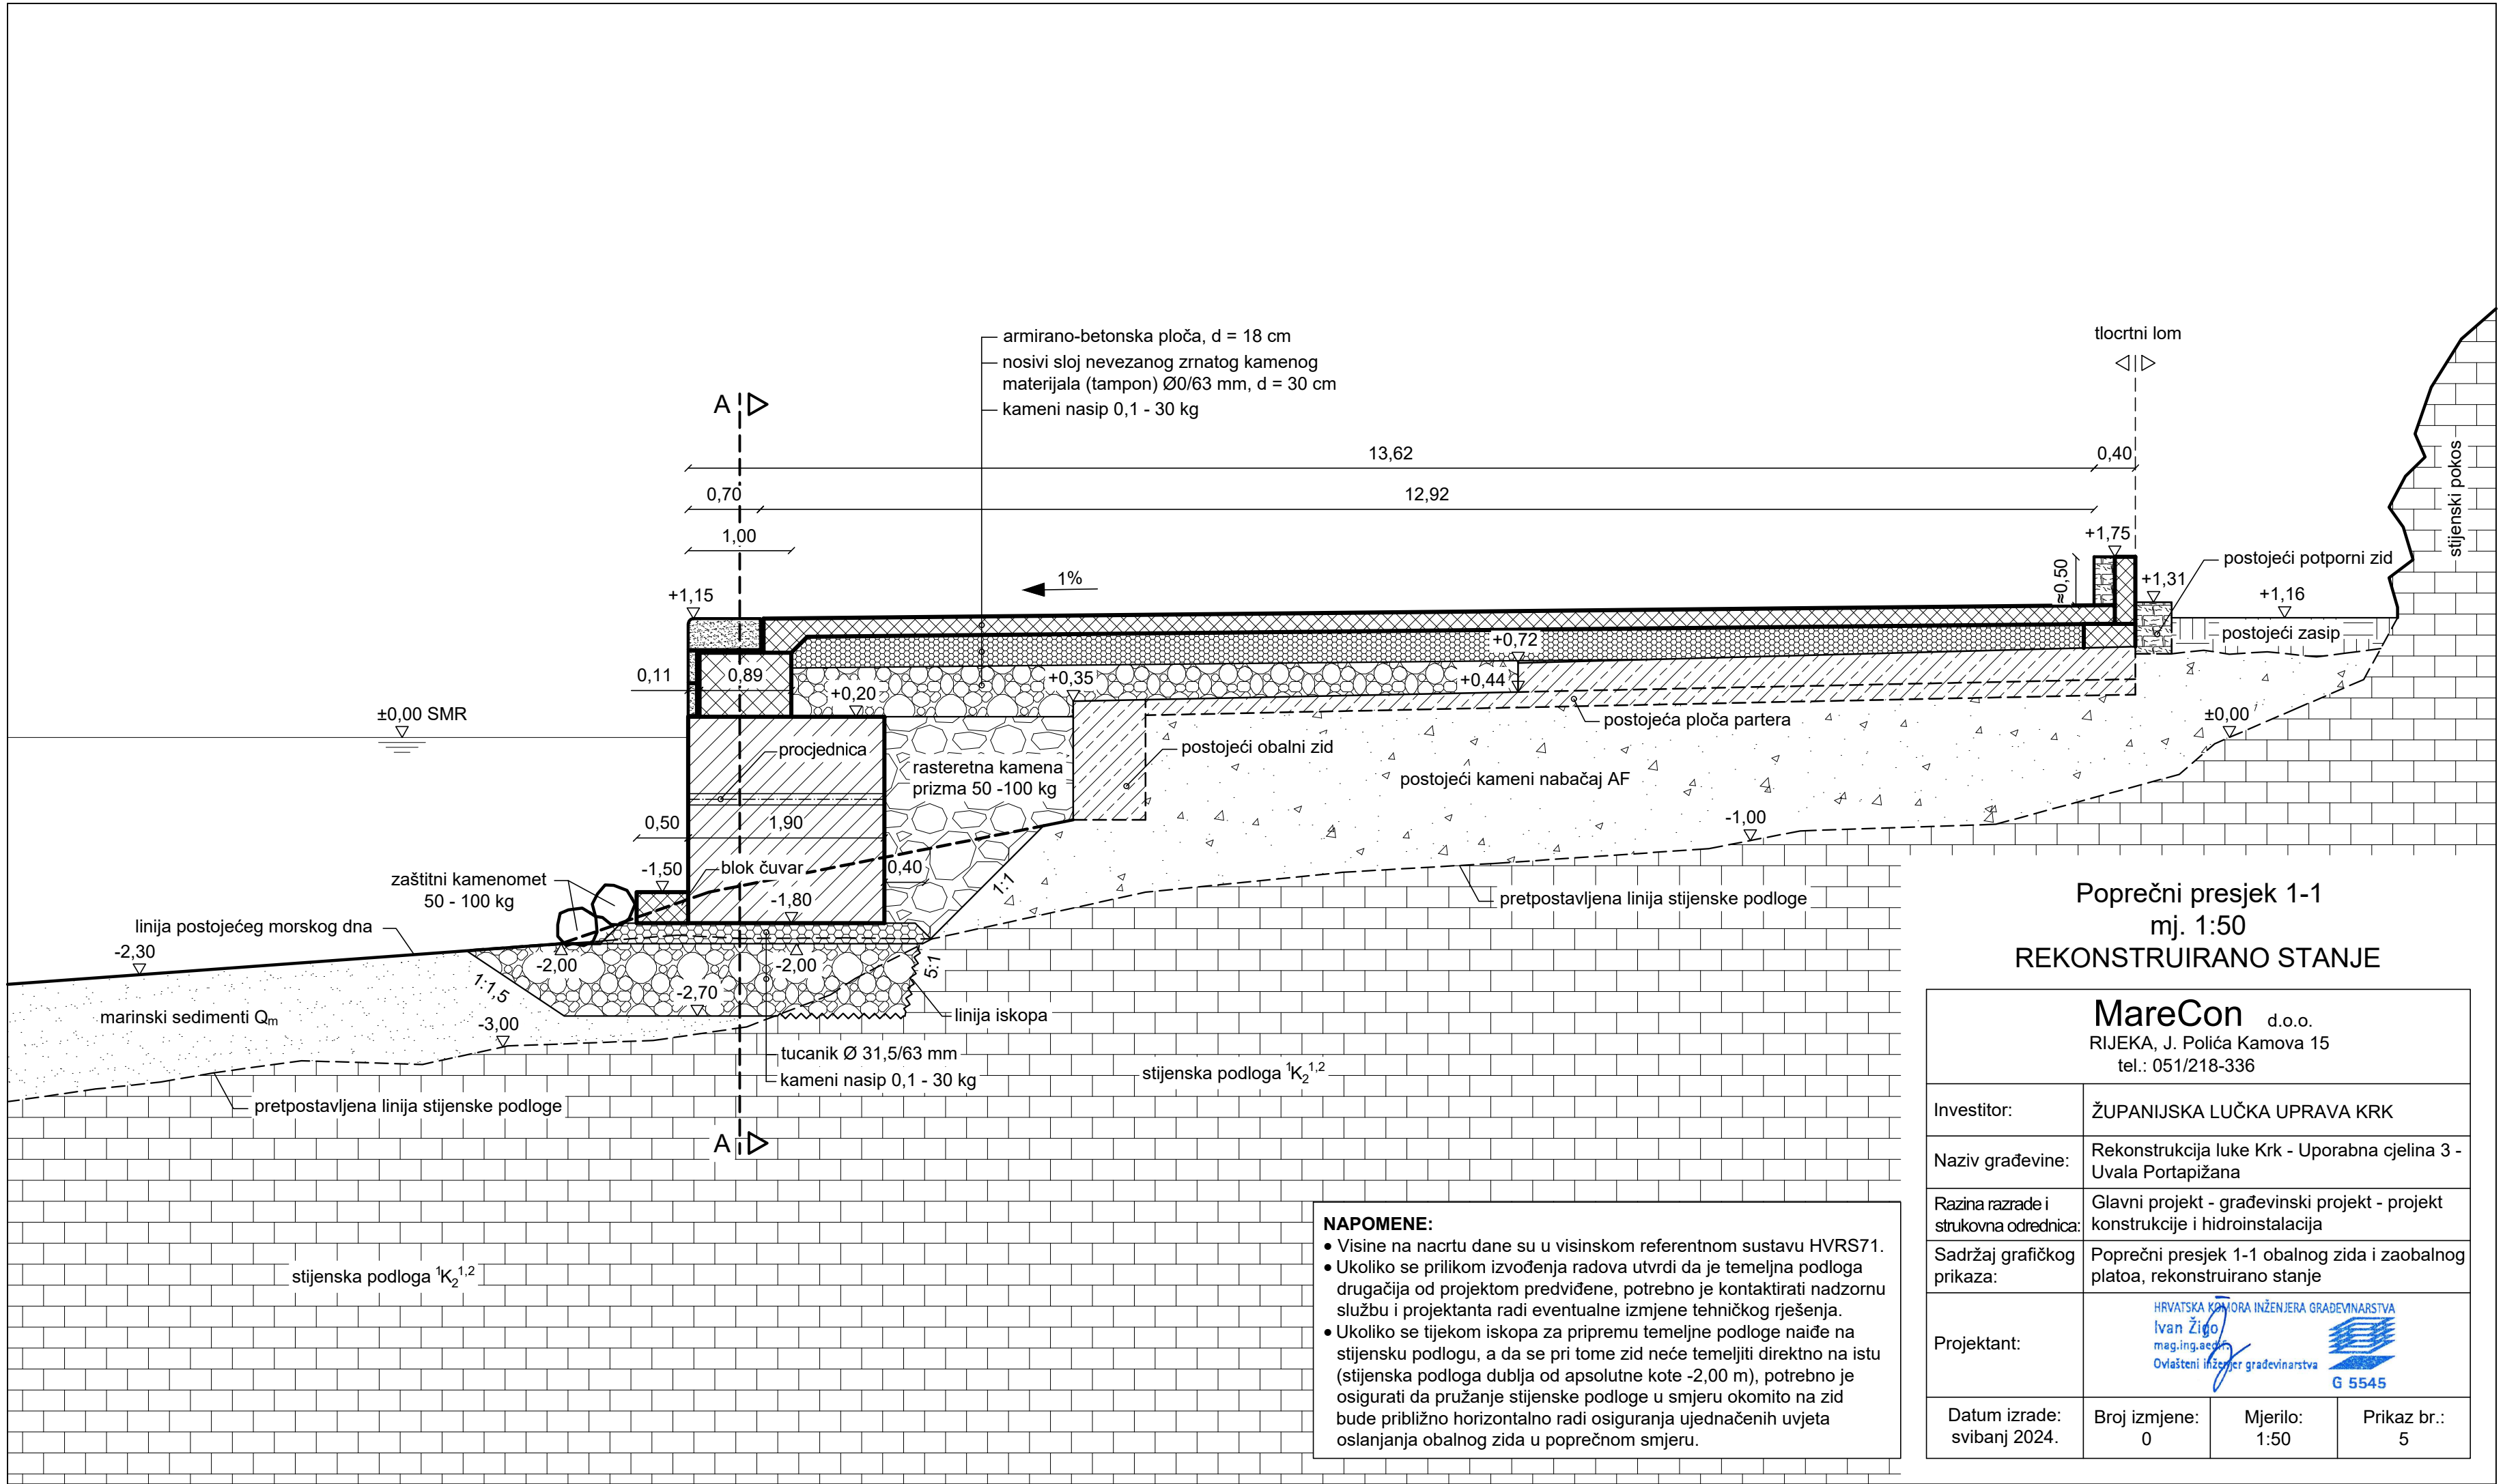 armirano-betonska ploča, d = 18 cm
nosivi sloj nevezanog zrnatog kamenog
materijala (tampon) Ø0/63 mm, d = 30 cm
kameni nasip 0,1 - 30 kg
tlocrtni lom
A
13,62
0,40
0,70
12,92
1,00
stijenski pokos
+1,75
1%
≈0,50
postojeći potporni zid
+1,31
+1,16
+1,15
postojeći zasip
+0,72
0,11
0,89
+0,20
+0,35
+0,44
±0,00 SMR
postojeća ploča partera
±0,00
procjednica
postojeći obalni zid
rasteretna kamena
prizma 50 -100 kg
postojeći kameni nabačaj AF
0,50
1,90
-1,00
-1,50
blok čuvar
0,40
1:1
zaštitni kamenomet
50 - 100 kg
-1,80
pretpostavljena linija stijenske podloge
linija postojećeg morskog dna
-2,30
-2,00
-2,00
5:1
1:1,5
-2,70
marinski sedimenti Qm
-3,00
linija iskopa
tucanik Ø 31,5/63 mm
kameni nasip 0,1 - 30 kg
stijenska podloga ¹K₂¹,²
pretpostavljena linija stijenske podloge
A
stijenska podloga ¹K₂¹,²
Poprečni presjek 1-1
mj. 1:50
REKONSTRUIRANO STANJE
MareCon d.o.o.
RIJEKA, J. Polića Kamova 15
tel.: 051/218-336
Investitor:
ŽUPANIJSKA LUČKA UPRAVA KRK
Naziv građevine:
Rekonstrukcija luke Krk - Uporabna cjelina 3 -
Uvala Portapižana
Razina razrade i
strukovna odrednica:
Glavni projekt - građevinski projekt - projekt
konstrukcije i hidroinstalacija
Sadržaj grafičkog
prikaza:
Poprečni presjek 1-1 obalnog zida i zaobalnog
platoa, rekonstruirano stanje
Projektant:
HRVATSKA KOMORA INŽENJERA GRAĐEVINARSTVA
Ivan Žigo
mag.ing.aedif.
Ovlašteni inženjer građevinarstva
G 5545
Datum izrade:
svibanj 2024.
Broj izmjene:
0
Mjerilo:
1:50
Prikaz br.:
5
NAPOMENE:
• Visine na nacrtu dane su u visinskom referentnom sustavu HVRS71.
• Ukoliko se prilikom izvođenja radova utvrdi da je temeljna podloga
drugačija od projektom predviđene, potrebno je kontaktirati nadzornu
službu i projektanta radi eventualne izmjene tehničkog rješenja.
• Ukoliko se tijekom iskopa za pripremu temeljne podloge naiđe na
stijensku podlogu, a da se pri tome zid neće temeljiti direktno na istu
(stijenska podloga dublja od apsolutne kote -2,00 m), potrebno je
osigurati da pružanje stijenske podloge u smjeru okomito na zid
bude približno horizontalno radi osiguranja ujednačenih uvjeta
oslanjanja obalnog zida u poprečnom smjeru.